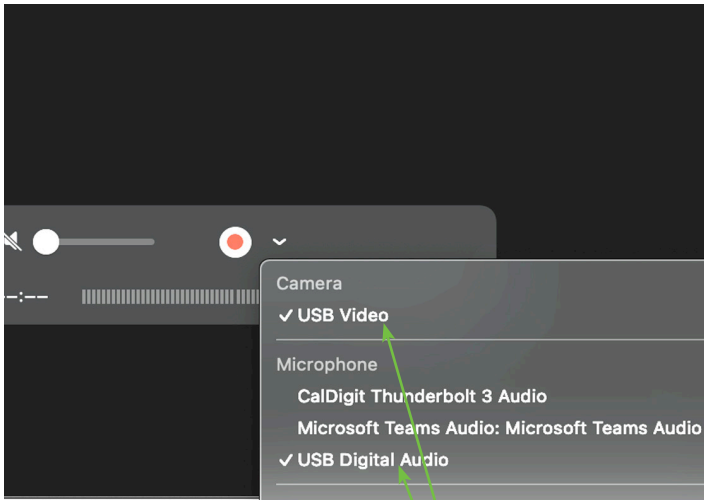 --:--
Camera
✓ USB Video
Microphone
CalDigit Thunderbolt 3 Audio
Microsoft Teams Audio: Microsoft Teams Audio
✓ USB Digital Audio